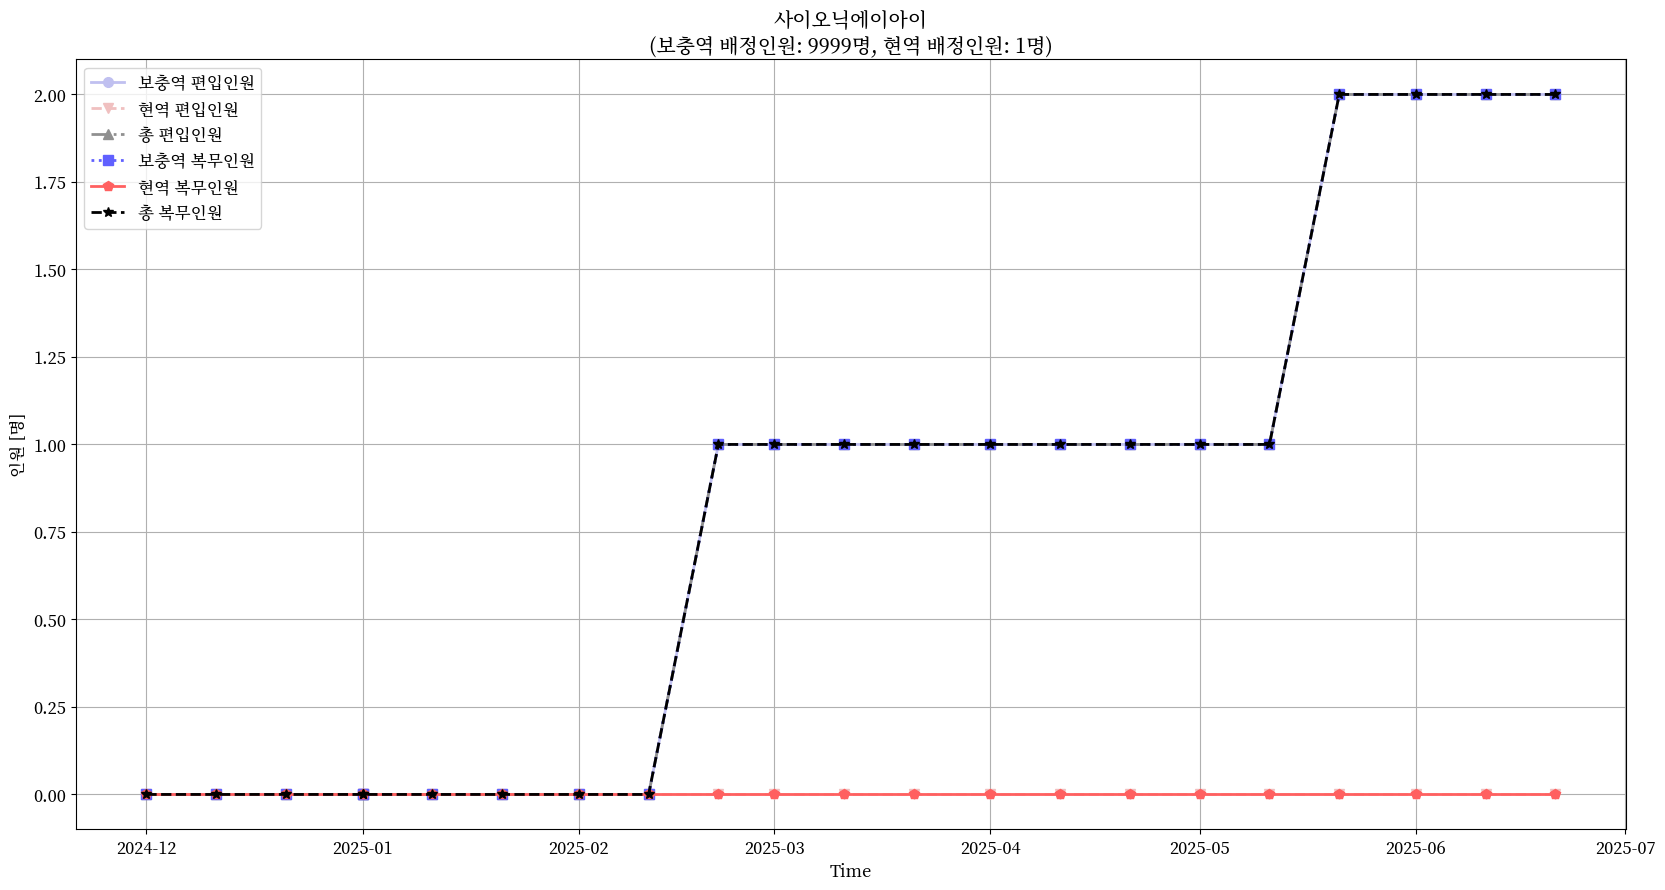 사이오닉에이아이
(보충역 배정인원: 9999명, 현역 배정인원: 1명)
보충역 편입인원
현역 편입인원
총 편입인원
보충역 복무인원
현역 복무인원
총 복무인원
인원 [명]
2.00
1.75
1.50
1.25
1.00
0.75
0.50
0.25
0.00
2024-12 2025-01 2025-02 2025-03 2025-04 2025-05 2025-06 2025-07
Time